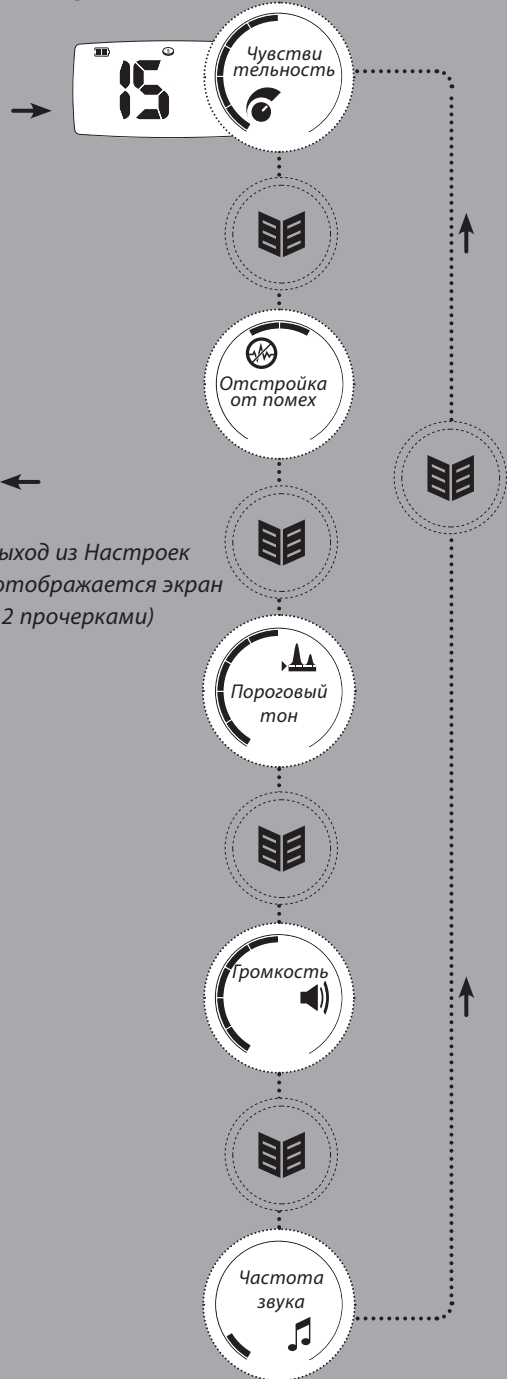 15
Чувстви
тельность
Отстройка
от помех
ыход из Настроек
отображается экран
2 прочерками)
Пороговый
тон
Громкость
Частота
звука